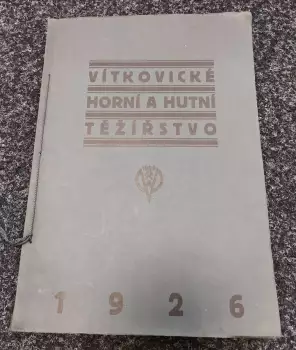 VÍTKOVICKÉ
HORNÍ A HUTNÍ
TĚŽÍŘSTVO
1926